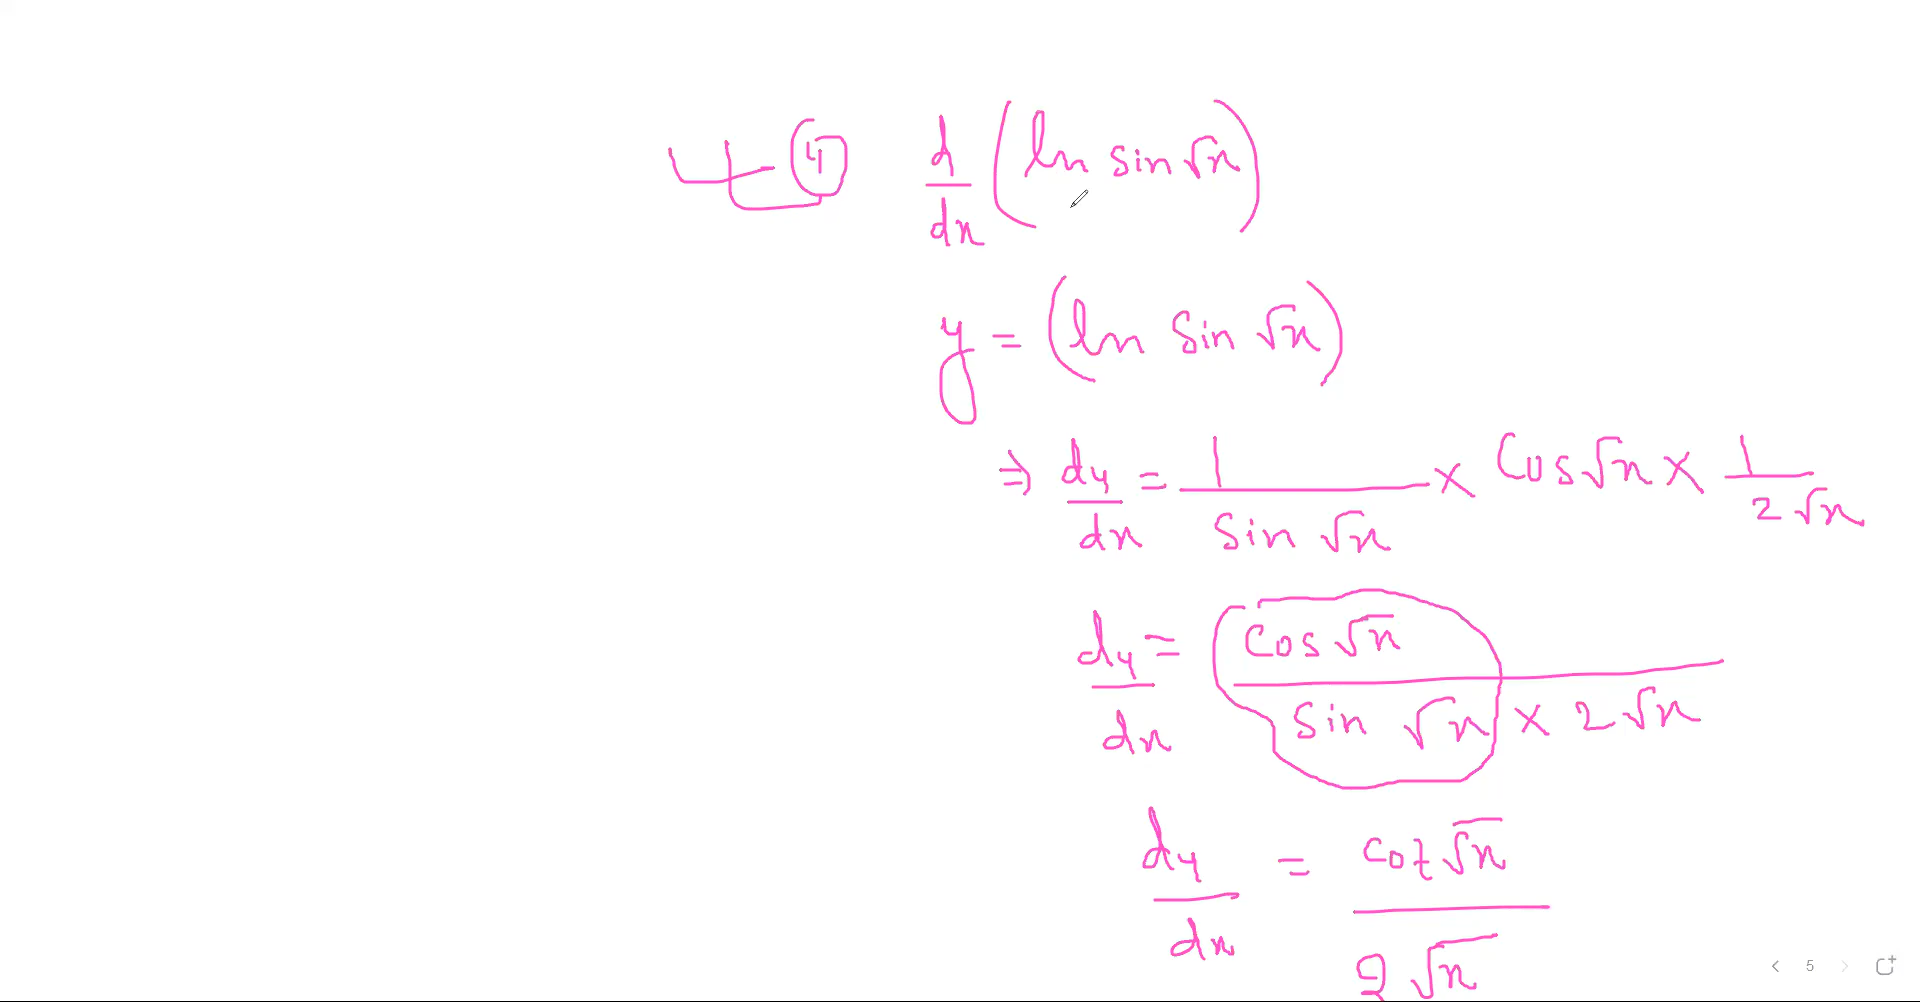 ④ d/dx (ln sin √x)
y = (ln sin √x)
⇒ dy/dx = 1/(sin √x) × cos √x × 1/(2√x)
dy/dx = cos √x/(sin √x × 2√x)
dy/dx = cot √x/(2√x)
5